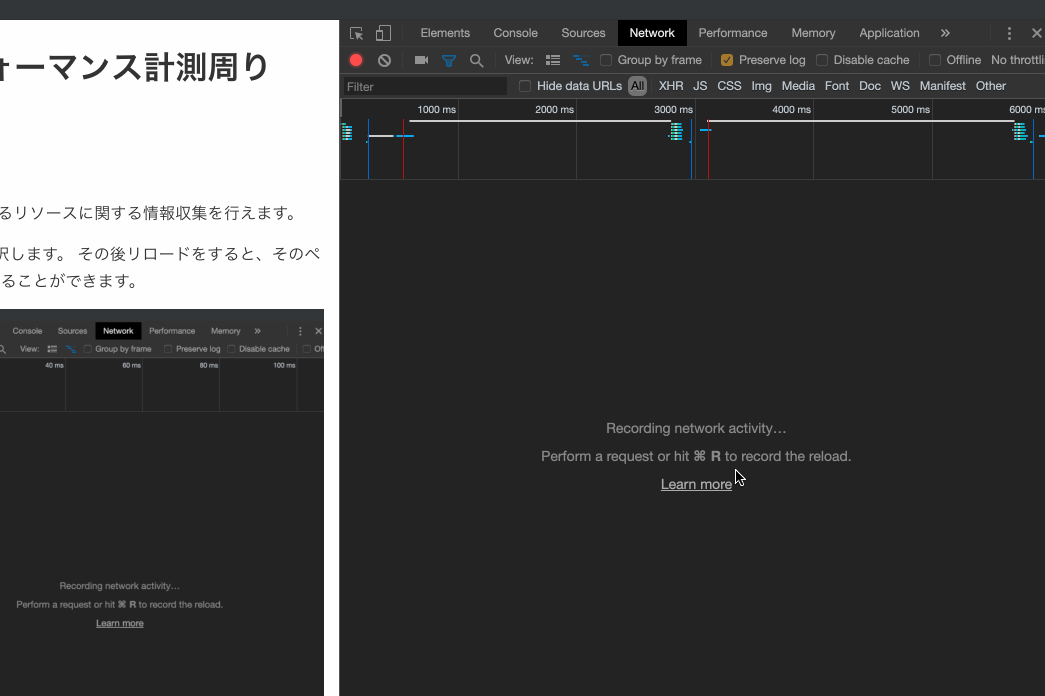 ォーマンス計測周り
るリソースに関する情報収集を行えます。
択します。 その後リロードをすると、そのペ
ることができます。
Console Sources Network Performance Memory »
View: Group by frame Preserve log Disable cache Of
40 ms 60 ms 80 ms 100 ms
Recording network activity…
Perform a request or hit ⌘ R to record the reload.
Learn more
Elements Console Sources Network Performance Memory Application »
View: Group by frame Preserve log Disable cache Offline No throttli
Filter Hide data URLs All XHR JS CSS Img Media Font Doc WS Manifest Other
1000 ms 2000 ms 3000 ms 4000 ms 5000 ms 6000 ms
Recording network activity…
Perform a request or hit ⌘ R to record the reload.
Learn more